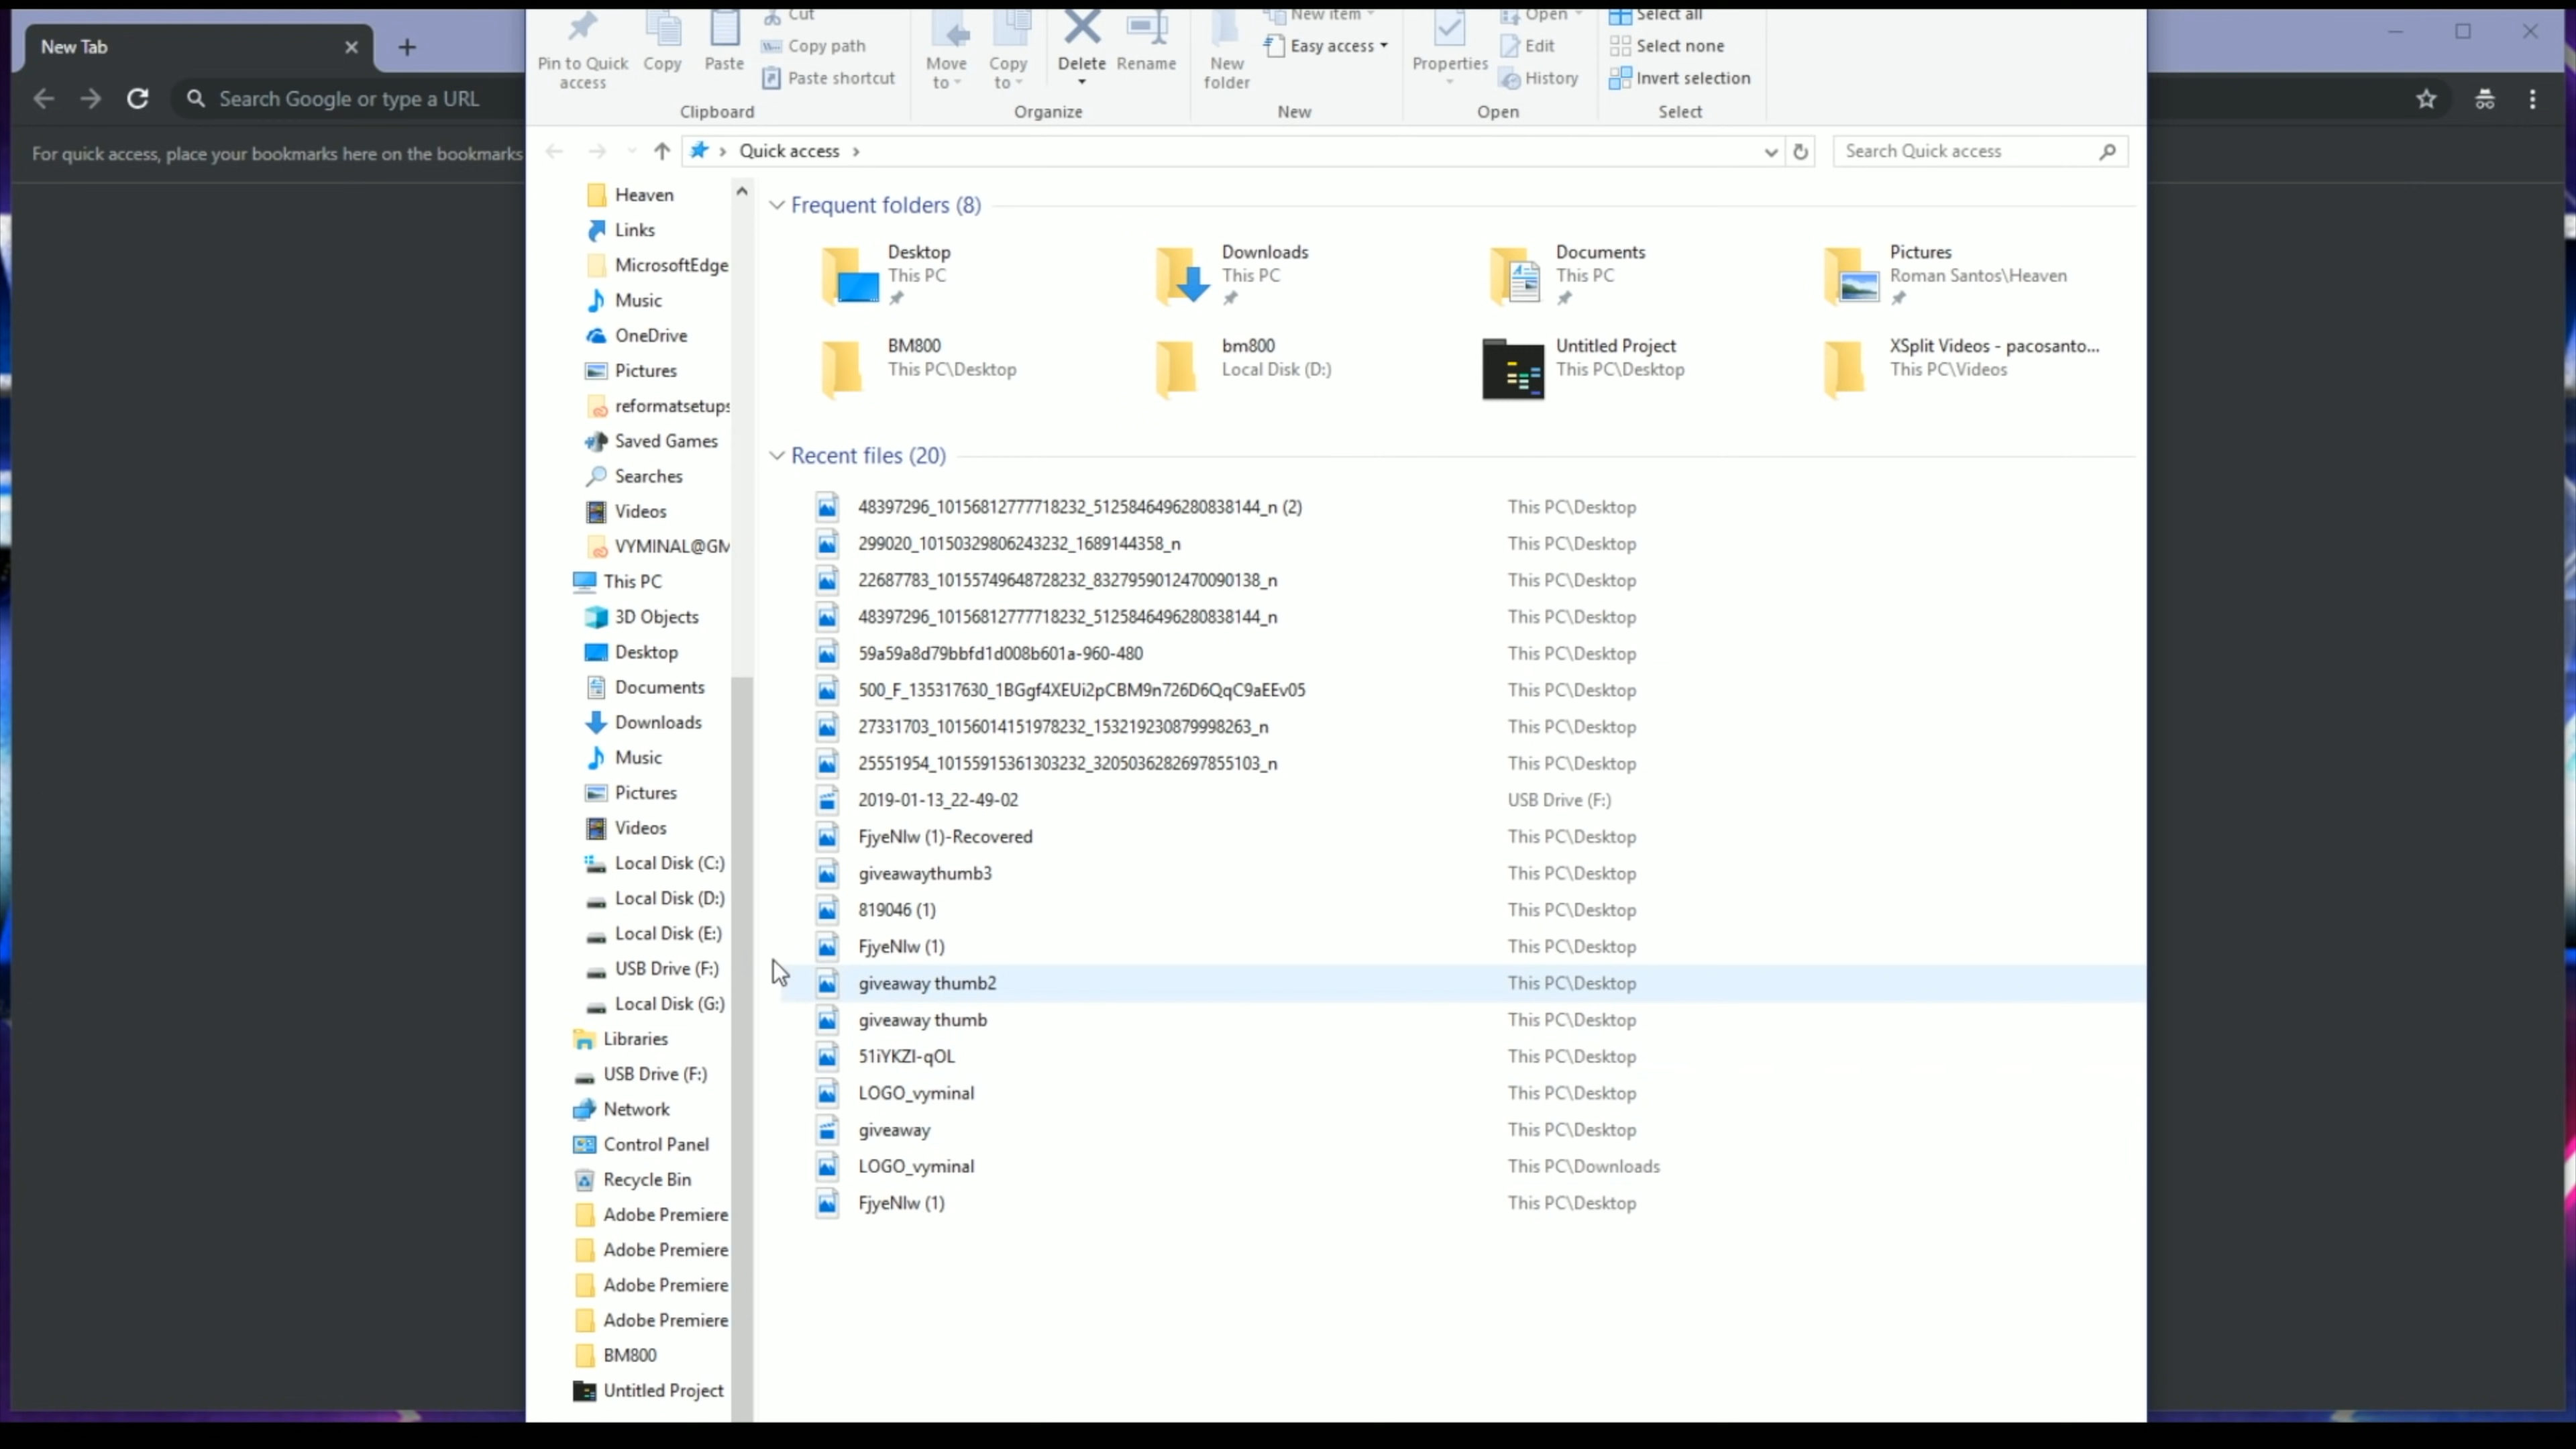 New Tab
Search Google or type a URL
For quick access, place your bookmarks here on the bookmarks
Pin to Quick access
Copy
Paste
Cut
Copy path
Paste shortcut
Clipboard
Move to
Copy to
Delete
Rename
Organize
New folder
New item
Easy access
New
Properties
Open
Edit
History
Open
Select all
Select none
Invert selection
Select
Quick access
Search Quick access
Heaven
Links
MicrosoftEdge
Music
OneDrive
Pictures
reformatsetups
Saved Games
Searches
Videos
VYMINAL@GM
This PC
3D Objects
Desktop
Documents
Downloads
Music
Pictures
Videos
Local Disk (C:)
Local Disk (D:)
Local Disk (E:)
USB Drive (F:)
Local Disk (G:)
Libraries
USB Drive (F:)
Network
Control Panel
Recycle Bin
Adobe Premiere
Adobe Premiere
Adobe Premiere
Adobe Premiere
BM800
Untitled Project
Frequent folders (8)
Desktop
This PC
Downloads
This PC
Documents
This PC
Pictures
Roman Santos\Heaven
BM800
This PC\Desktop
bm800
Local Disk (D:)
Untitled Project
This PC\Desktop
XSplit Videos - pacosanto...
This PC\Videos
Recent files (20)
48397296_10156812777718232_5125846496280838144_n (2) This PC\Desktop
299020_10150329806243232_1689144358_n This PC\Desktop
22687783_10155749648728232_8327959012470090138_n This PC\Desktop
48397296_10156812777718232_5125846496280838144_n This PC\Desktop
59a59a8d79bbfd1d008b601a-960-480 This PC\Desktop
500_F_135317630_1BGgf4XEUi2pCBM9n726D6QqC9aEEv05 This PC\Desktop
27331703_10156014151978232_153219230879998263_n This PC\Desktop
25551954_10155915361303232_3205036282697855103_n This PC\Desktop
2019-01-13_22-49-02 USB Drive (F:)
FjyeNlw (1)-Recovered This PC\Desktop
giveawaythumb3 This PC\Desktop
819046 (1) This PC\Desktop
FjyeNlw (1) This PC\Desktop
giveaway thumb2 This PC\Desktop
giveaway thumb This PC\Desktop
51iYKZI-qOL This PC\Desktop
LOGO_vyminal This PC\Desktop
giveaway This PC\Desktop
LOGO_vyminal This PC\Downloads
FjyeNlw (1) This PC\Desktop